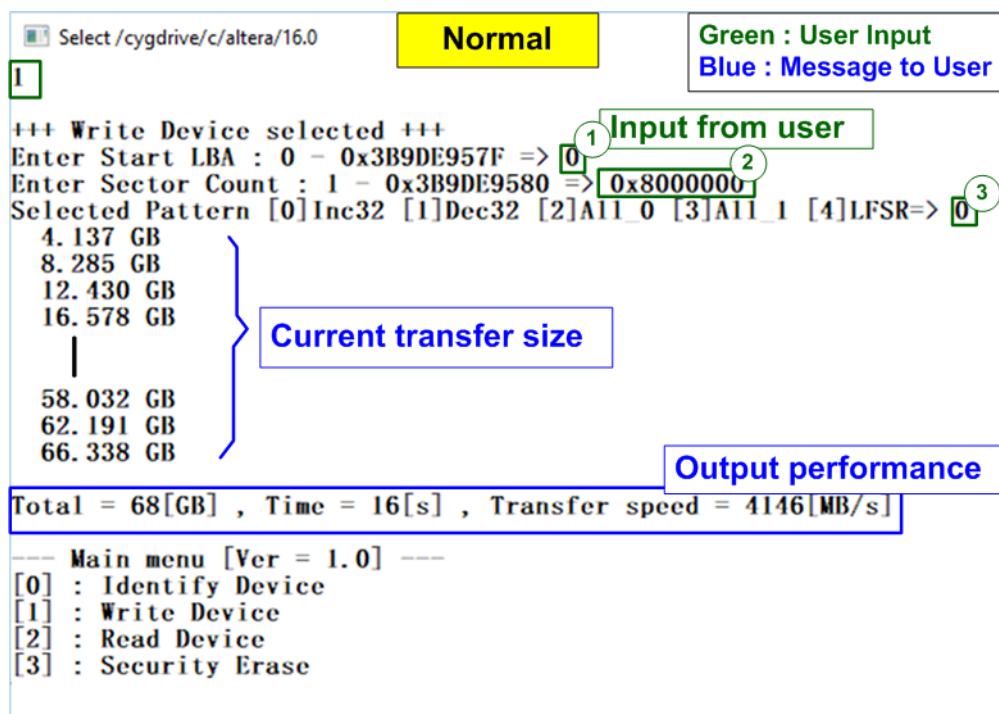 Select /cygdrive/c/altera/16.0
Normal
Green : User Input
Blue : Message to User
1
+++ Write Device selected +++
Input from user
Enter Start LBA : 0 - 0x3B9DE957F => 0
1
Enter Sector Count : 1 - 0x3B9DE9580 => 0x8000000
2
Selected Pattern [0]Inc32 [1]Dec32 [2]All_0 [3]All_1 [4]LFSR=> 0
3
4.137 GB
8.285 GB
12.430 GB
16.578 GB
Current transfer size
58.032 GB
62.191 GB
66.338 GB
Output performance
Total = 68[GB] , Time = 16[s] , Transfer speed = 4146[MB/s]
--- Main menu [Ver = 1.0] ---
[0] : Identify Device
[1] : Write Device
[2] : Read Device
[3] : Security Erase